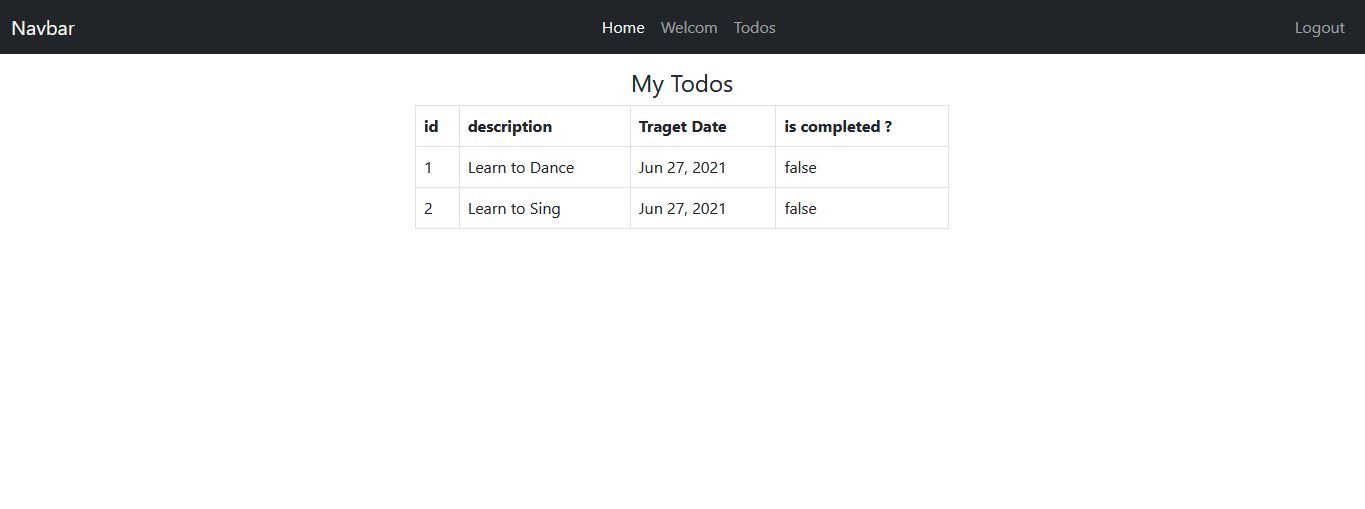 Navbar Home Welcom Todos Logout
My Todos
id description Traget Date is completed ?
1 Learn to Dance Jun 27, 2021 false
2 Learn to Sing Jun 27, 2021 false